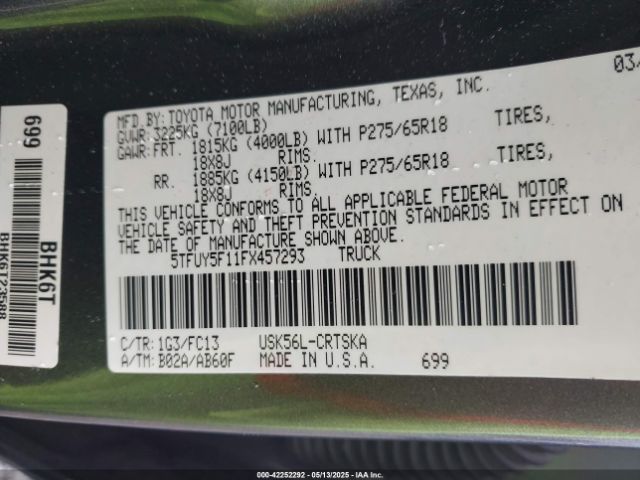 03/
MFD. BY: TOYOTA MOTOR MANUFACTURING, TEXAS, INC.
GVWR: 3225KG (7100LB)
GAWR: FRT. 1815KG (4000LB) WITH P275/65R18 TIRES,
18X8J RIMS.
RR. 1885KG (4150LB) WITH P275/65R18 TIRES,
18X8J RIMS.
THIS VEHICLE CONFORMS TO ALL APPLICABLE FEDERAL MOTOR
VEHICLE SAFETY AND THEFT PREVENTION STANDARDS IN EFFECT ON
THE DATE OF MANUFACTURE SHOWN ABOVE.
5TFUY5F11FX457293 TRUCK
C/TR: 1G3/FC13 USK56L-CRTSKA
A/TM: B02A/AB60F MADE IN U.S.A. 699
699
BHK6T
BHK6T23588
000-42252292 - 05/13/2025 - IAA Inc.